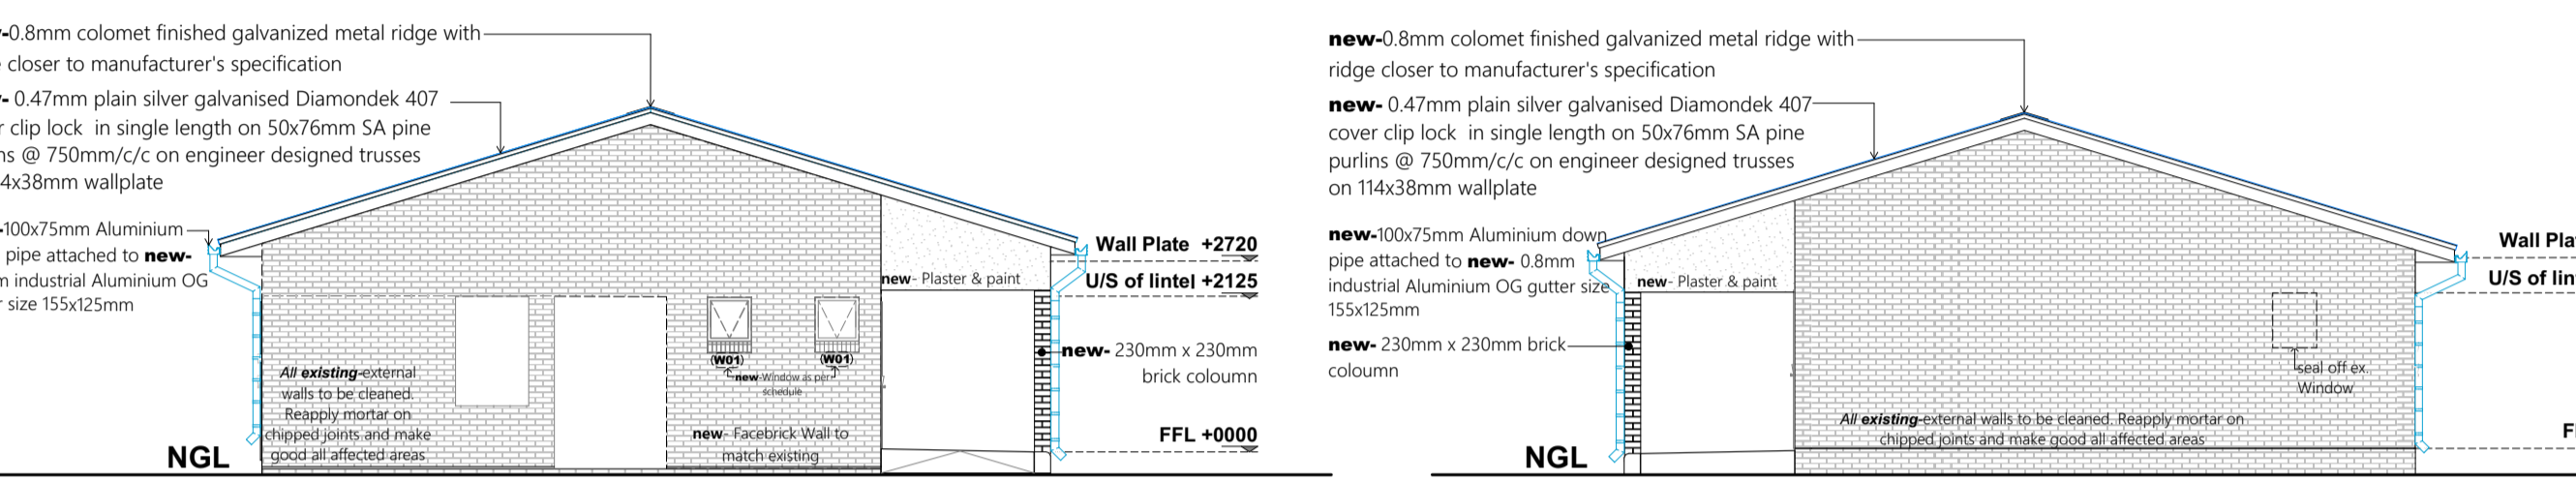 -0.8mm colomet finished galvanized metal ridge with
closer to manufacturer's specification
- 0.47mm plain silver galvanised Diamondek 407
clip lock in single length on 50x76mm SA pine
@ 750mm/c/c on engineer designed trusses
4x38mm wallplate
-100x75mm Aluminium
pipe attached to new-
industrial Aluminium OG
size 155x125mm
All existing-external
walls to be cleaned.
Reapply mortar on
chipped joints and make
good all affected areas
NGL
(W01)
(W01)
new-Window as per
schedule
new- Facebrick Wall to
match existing
new- Plaster & paint
Wall Plate +2720
U/S of lintel +2125
new- 230mm x 230mm
brick coloumn
FFL +0000
new-0.8mm colomet finished galvanized metal ridge with
ridge closer to manufacturer's specification
new- 0.47mm plain silver galvanised Diamondek 407
cover clip lock in single length on 50x76mm SA pine
purlins @ 750mm/c/c on engineer designed trusses
on 114x38mm wallplate
new-100x75mm Aluminium down
pipe attached to new- 0.8mm
industrial Aluminium OG gutter size
155x125mm
new- 230mm x 230mm brick
coloumn
NGL
new- Plaster & paint
All existing-external walls to be cleaned. Reapply mortar on
chipped joints and make good all affected areas
seal off ex.
Window
Wall Pla
U/S of lin
F